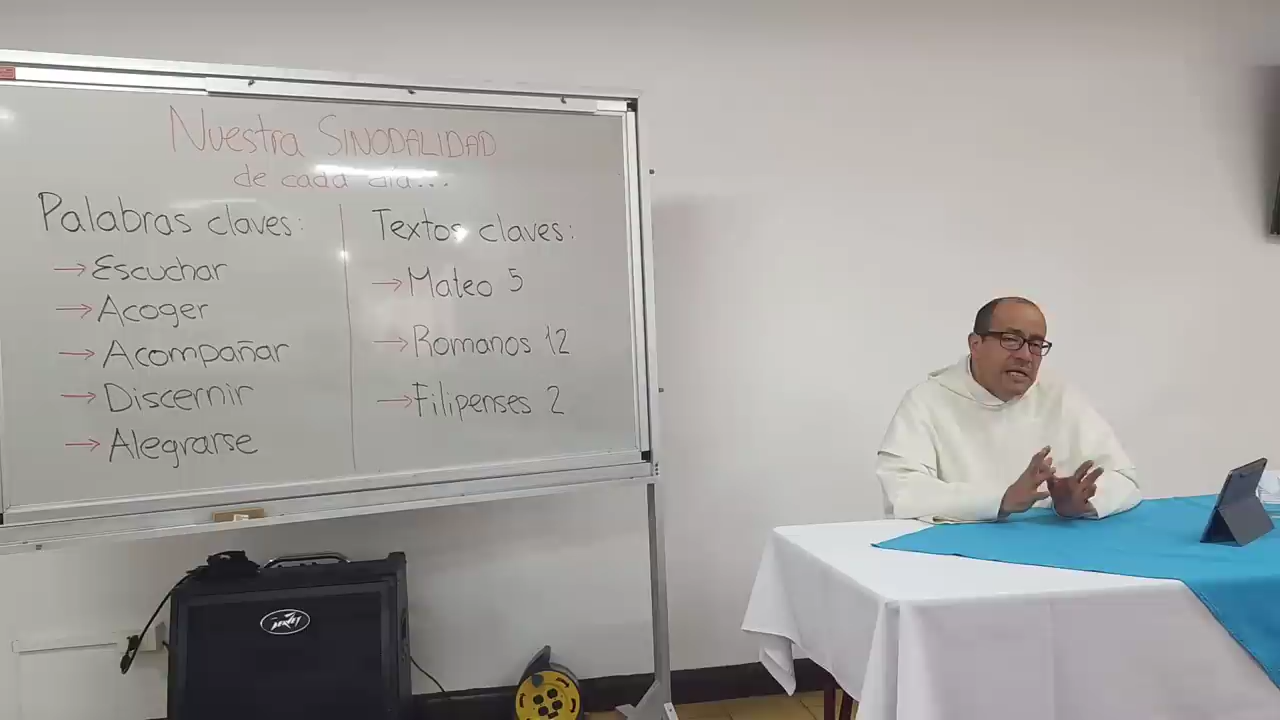 Nuestra SINODALIDAD
de cada día...
Palabras claves:
→ Escuchar
→ Acoger
→ Acompañar
→ Discernir
→ Alegrarse
Textos claves:
→ Mateo 5
→ Romanos 12
→ Filipenses 2
PEAVEY